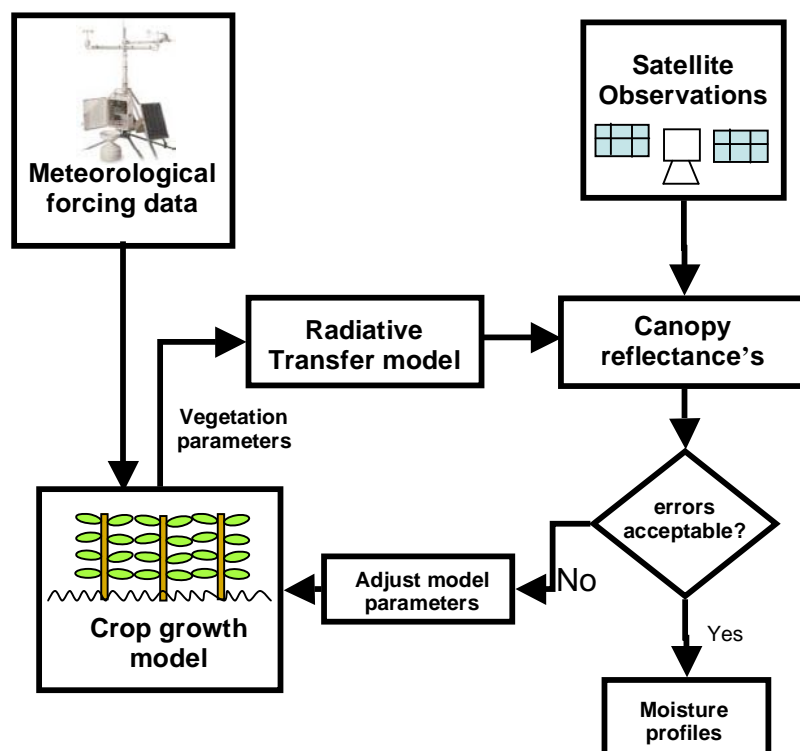 Meteorological
forcing data
Satellite
Observations
Radiative
Transfer model
Canopy
reflectance’s
Vegetation
parameters
errors
acceptable?
No
Adjust model
parameters
Crop growth
model
Yes
Moisture
profiles